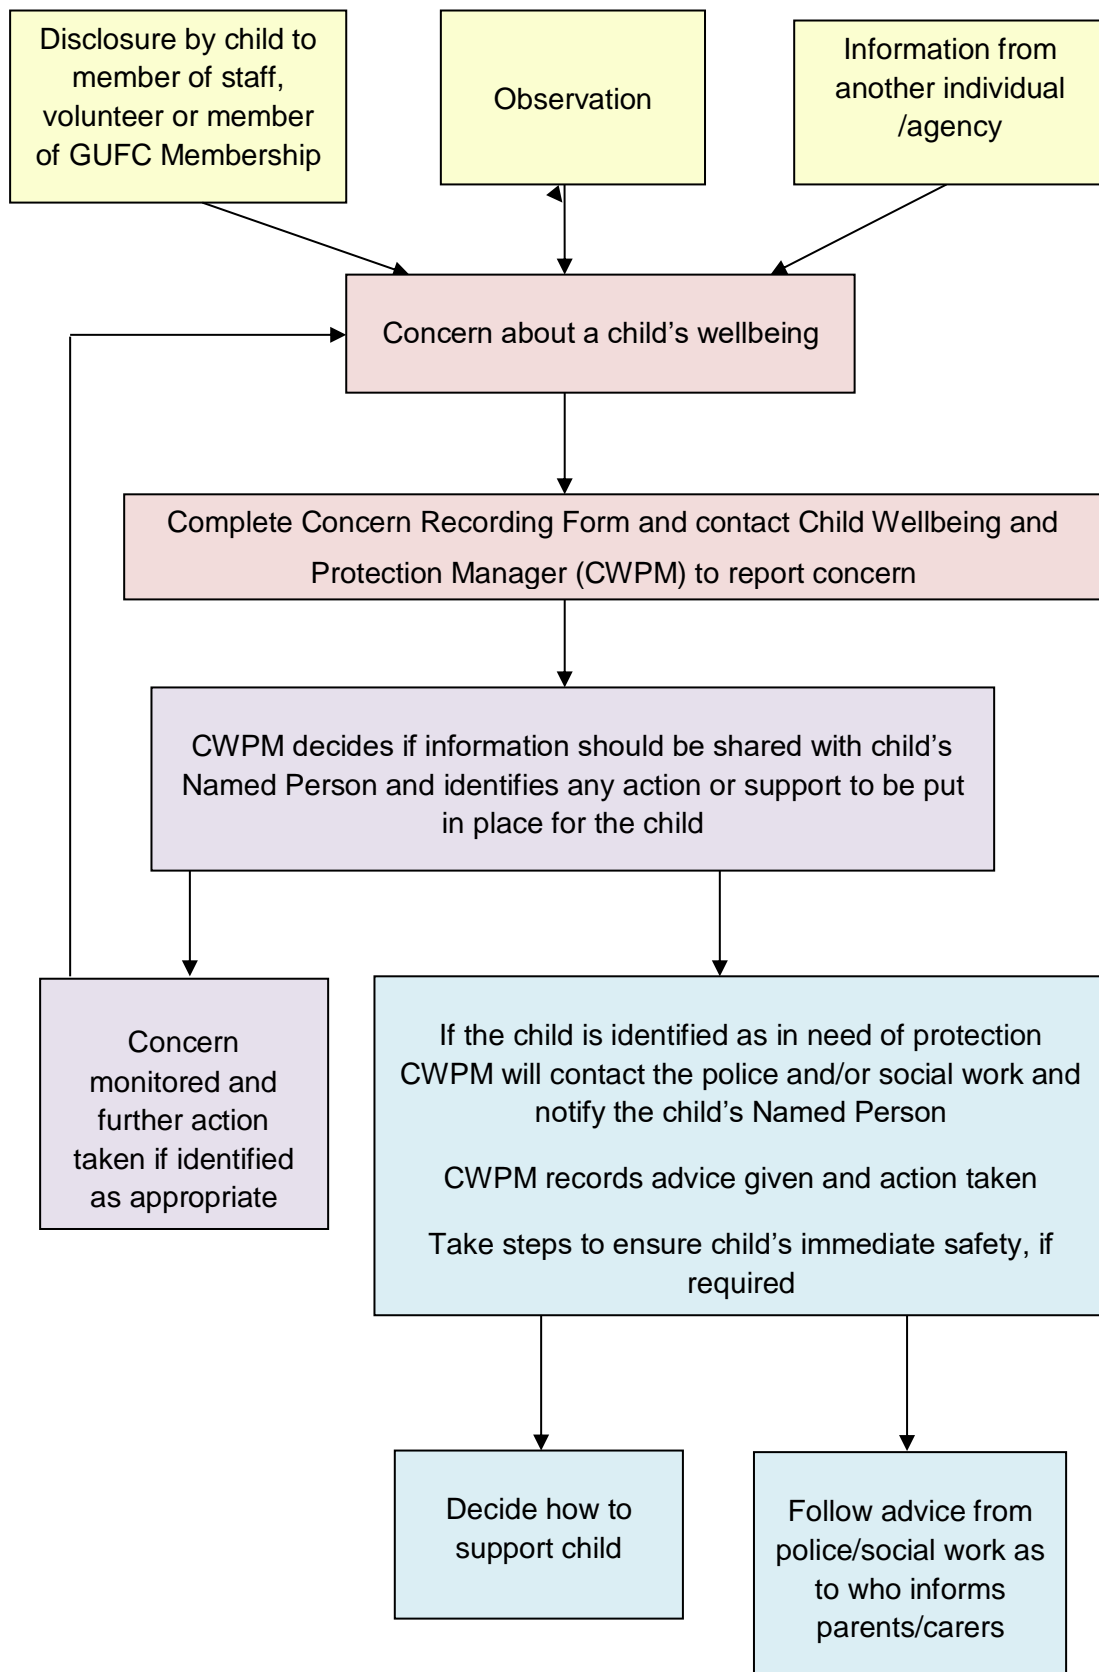 Disclosure by child to
member of staff,
volunteer or member
of GUFC Membership
Observation
Information from
another individual
/agency
Concern about a child’s wellbeing
Complete Concern Recording Form and contact Child Wellbeing and
Protection Manager (CWPM) to report concern
CWPM decides if information should be shared with child’s
Named Person and identifies any action or support to be put
in place for the child
Concern
monitored and
further action
taken if identified
as appropriate
If the child is identified as in need of protection
CWPM will contact the police and/or social work and
notify the child’s Named Person
CWPM records advice given and action taken
Take steps to ensure child’s immediate safety, if
required
Decide how to
support child
Follow advice from
police/social work as
to who informs
parents/carers